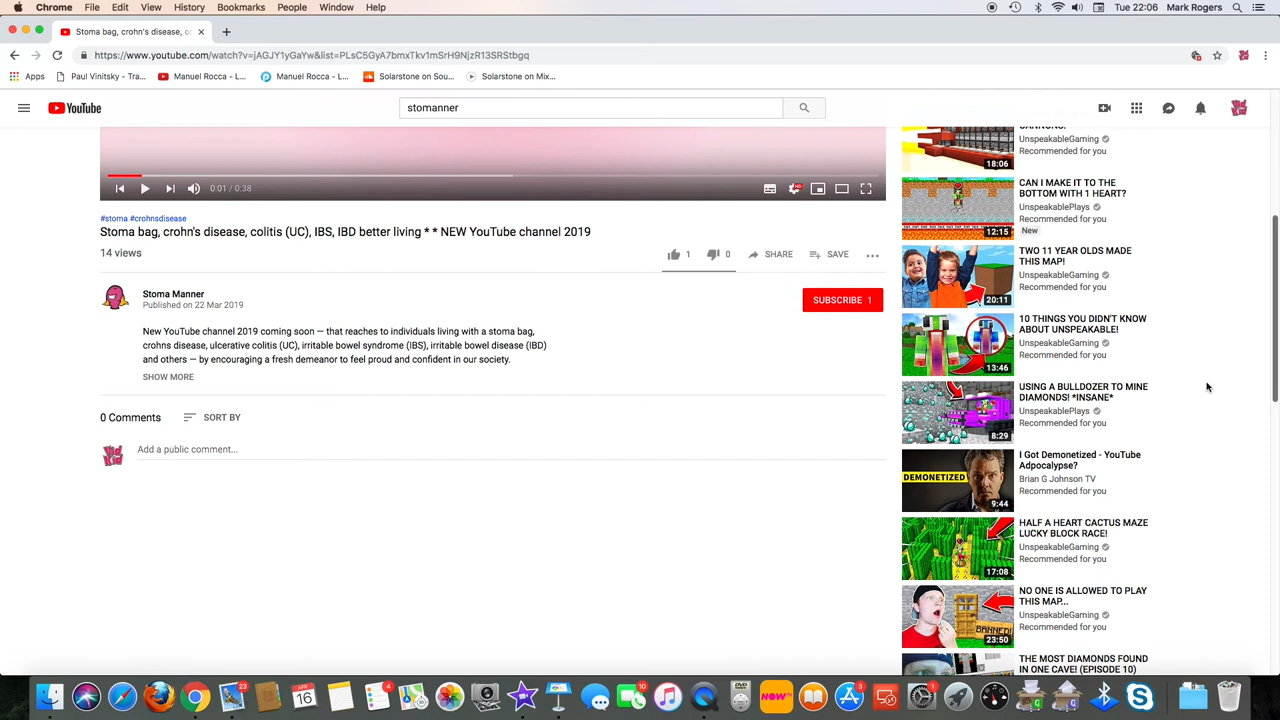 Chrome File Edit View History Bookmarks People Window Help Tue 22:06 Mark Rogers
Stoma bag, crohn's disease, cc
https://www.youtube.com/watch?v=jAGJY1yGaYw&list=PLsC5GyA7bmxTkv1mSrH9NjzR13SRStbgq
Apps Paul Vinitsky - Tra... Manuel Rocca - L... Manuel Rocca - L... Solarstone on Sou... Solarstone on Mix...
YouTube stomanner
CANNONS!
UnspeakableGaming
Recommended for you
18:06
0:01 / 0:38
CAN I MAKE IT TO THE
BOTTOM WITH 1 HEART?
UnspeakablePlays
Recommended for you
New
12:15
#stoma #crohnsdisease
Stoma bag, crohn's disease, colitis (UC), IBS, IBD better living * * NEW YouTube channel 2019
14 views
1 0 SHARE SAVE
TWO 11 YEAR OLDS MADE
THIS MAP!
UnspeakableGaming
Recommended for you
20:11
Stoma Manner
Published on 22 Mar 2019
SUBSCRIBE 1
New YouTube channel 2019 coming soon — that reaches to individuals living with a stoma bag,
crohns disease, ulcerative colitis (UC), irritable bowel syndrome (IBS), irritable bowel disease (IBD)
and others — by encouraging a fresh demeanor to feel proud and confident in our society.
SHOW MORE
10 THINGS YOU DIDN'T KNOW
ABOUT UNSPEAKABLE!
UnspeakableGaming
Recommended for you
13:46
0 Comments SORT BY
Add a public comment...
USING A BULLDOZER TO MINE
DIAMONDS! *INSANE*
UnspeakablePlays
Recommended for you
8:29
I Got Demonetized - YouTube
Adpocalypse?
Brian G Johnson TV
Recommended for you
DEMONETIZED
9:44
HALF A HEART CACTUS MAZE
LUCKY BLOCK RACE!
UnspeakableGaming
Recommended for you
17:08
NO ONE IS ALLOWED TO PLAY
THIS MAP...
UnspeakableGaming
Recommended for you
BANNED!
23:50
THE MOST DIAMONDS FOUND
IN ONE CAVE! (EPISODE 10)
23 APR 16 4 10 NOW 3 1